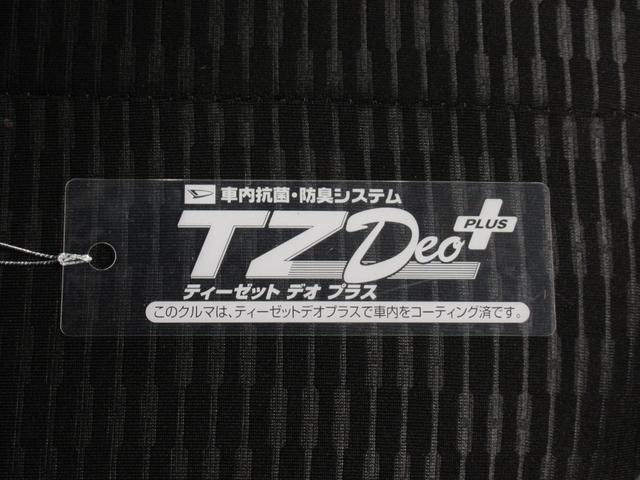 車内抗菌・防臭システム
TZ Deo PLUS
ティーゼット デオ プラス
このクルマは、ティーゼットデオプラスで車内をコーティング済です。